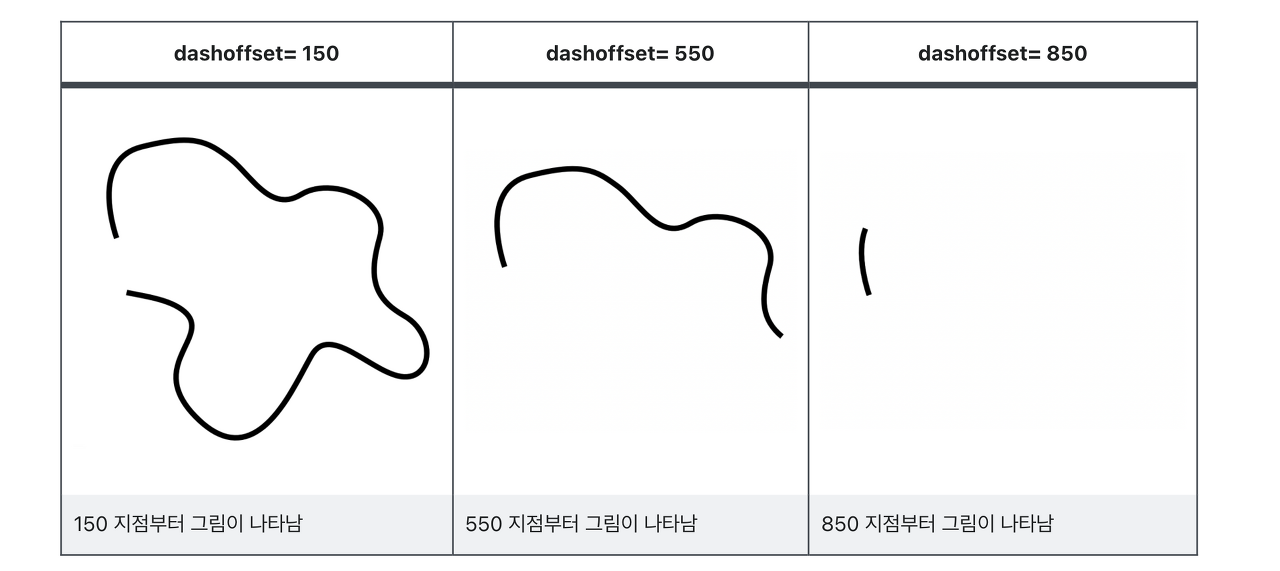 dashoffset= 150
dashoffset= 550
dashoffset= 850
150 지점부터 그림이 나타남
550 지점부터 그림이 나타남
850 지점부터 그림이 나타남